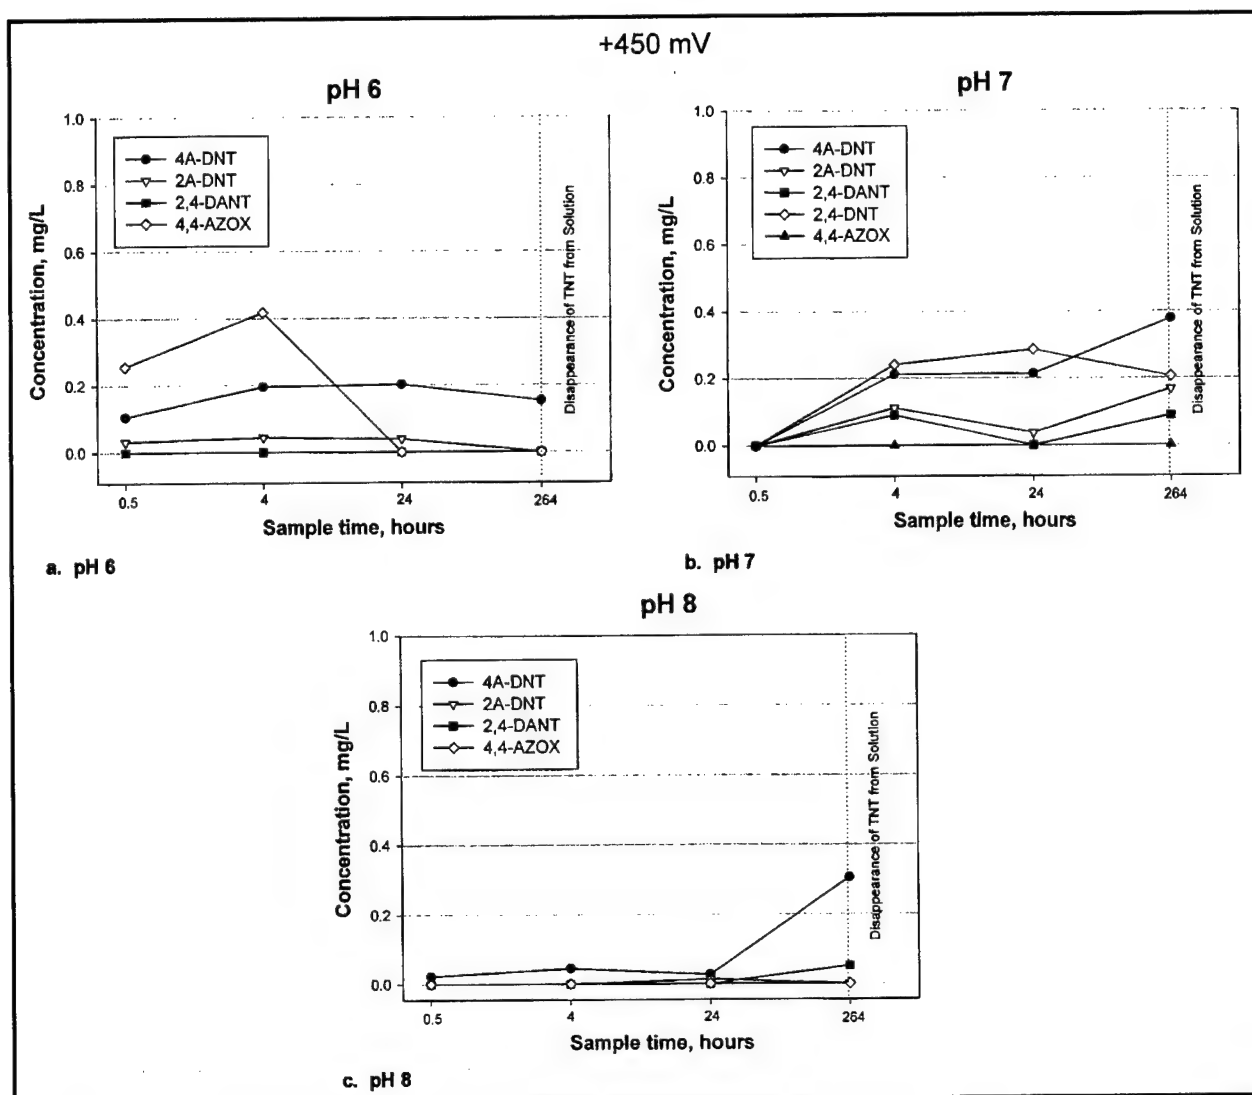 +450 mV
pH 6
1.0
0.8
0.6
0.4
0.2
0.0
Concentration, mg/L
4A-DNT
2A-DNT
2,4-DANT
4,4-AZOX
Disappearance of TNT from Solution
0.5
4
24
264
Sample time, hours
a. pH 6
pH 7
1.0
0.8
0.6
0.4
0.2
0.0
Concentration, mg/L
4A-DNT
2A-DNT
2,4-DANT
2,4-DNT
4,4-AZOX
Disappearance of TNT from Solution
0.5
4
24
264
Sample time, hours
b. pH 7
pH 8
1.0
0.8
0.6
0.4
0.2
0.0
Concentration, mg/L
4A-DNT
2A-DNT
2,4-DANT
4,4-AZOX
Disappearance of TNT from Solution
0.5
4
24
264
Sample time, hours
c. pH 8